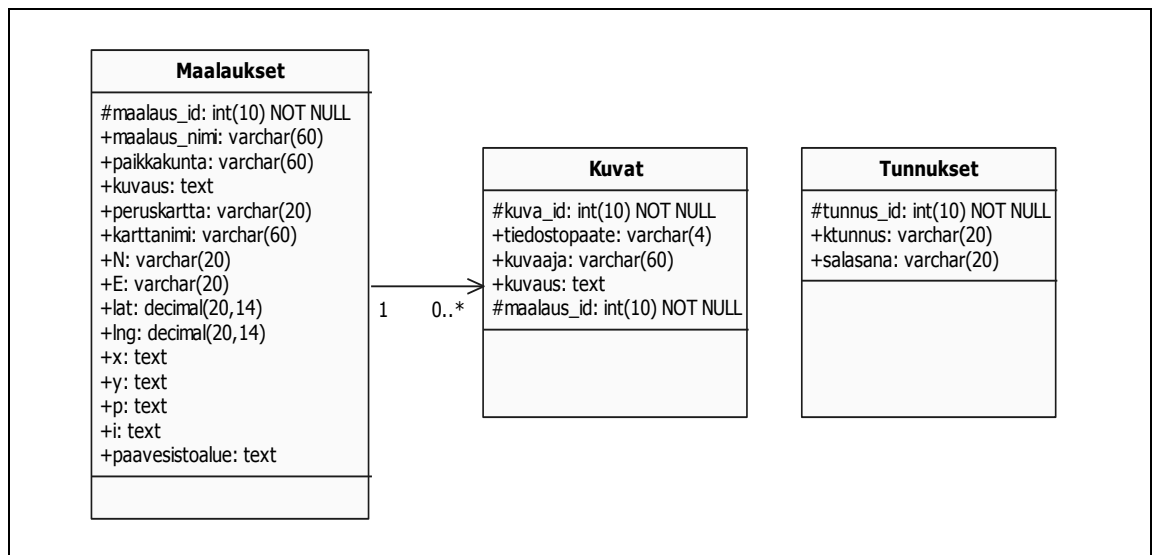 Maalaukset
#maalaus_id: int(10) NOT NULL
+maalaus_nimi: varchar(60)
+paikkakunta: varchar(60)
+kuvaus: text
+peruskartta: varchar(20)
+karttanimi: varchar(60)
+N: varchar(20)
+E: varchar(20)
+lat: decimal(20,14)
+lng: decimal(20,14)
+x: text
+y: text
+p: text
+i: text
+paavesistoalue: text
1 0..*
Kuvat
#kuva_id: int(10) NOT NULL
+tiedostopaate: varchar(4)
+kuvaaja: varchar(60)
+kuvaus: text
#maalaus_id: int(10) NOT NULL
Tunnukset
#tunnus_id: int(10) NOT NULL
+ktunnus: varchar(20)
+salasana: varchar(20)